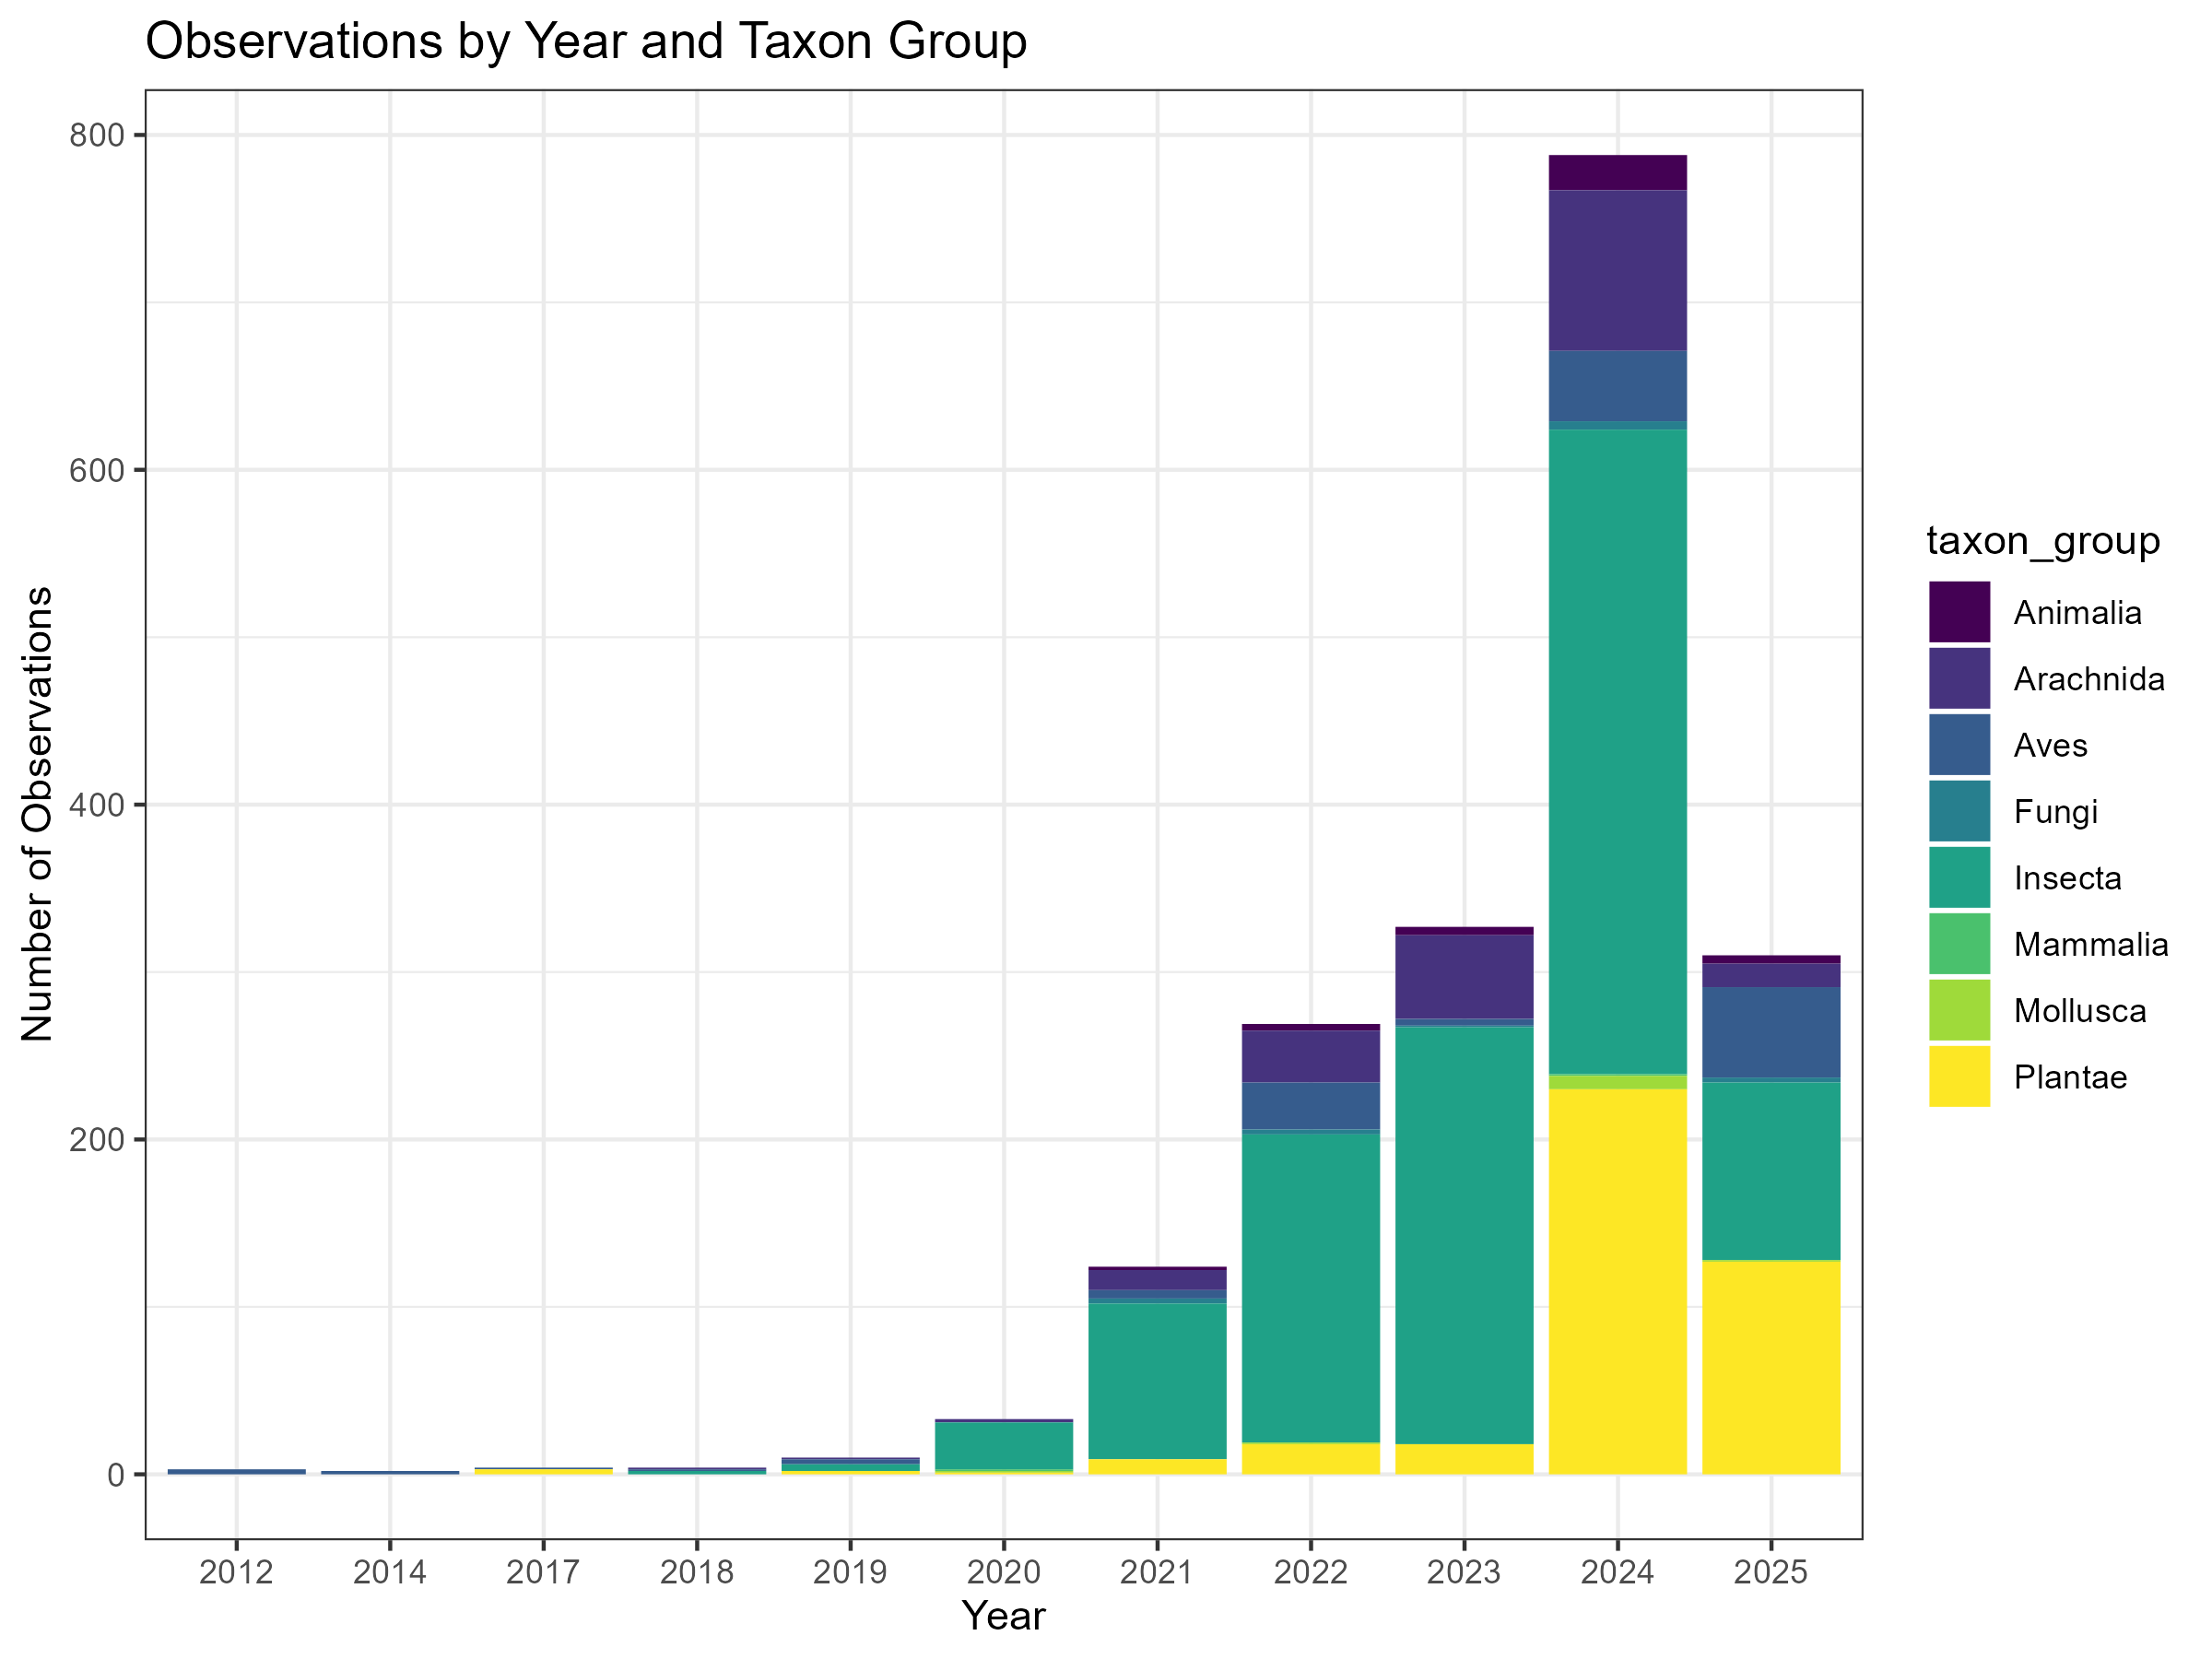 Observations by Year and Taxon Group
Number of Observations
800
600
400
200
0
2012 2014 2017 2018 2019 2020 2021 2022 2023 2024 2025
Year
taxon_group
Animalia
Arachnida
Aves
Fungi
Insecta
Mammalia
Mollusca
Plantae